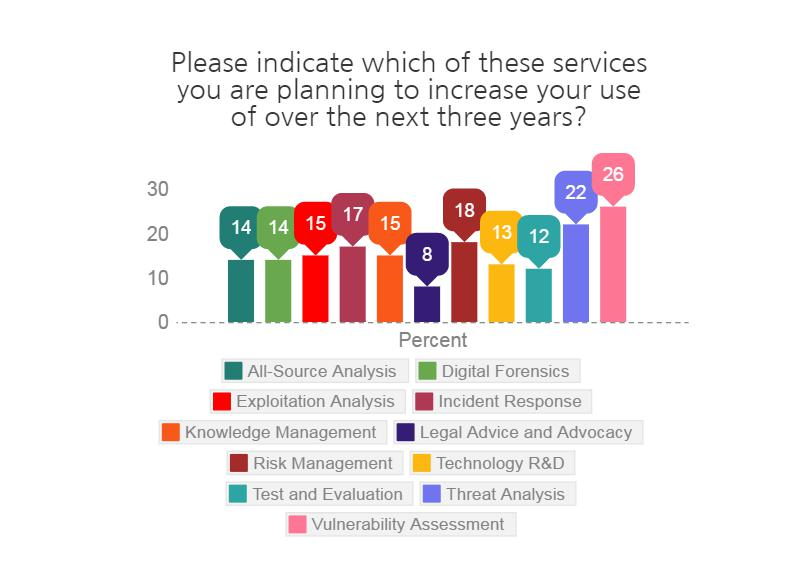 Please indicate which of these services
you are planning to increase your use
of over the next three years?
30
20
10
0
14 14 15 17 15 8 18 13 12 22 26
Percent
All-Source Analysis Digital Forensics
Exploitation Analysis Incident Response
Knowledge Management Legal Advice and Advocacy
Risk Management Technology R&D
Test and Evaluation Threat Analysis
Vulnerability Assessment